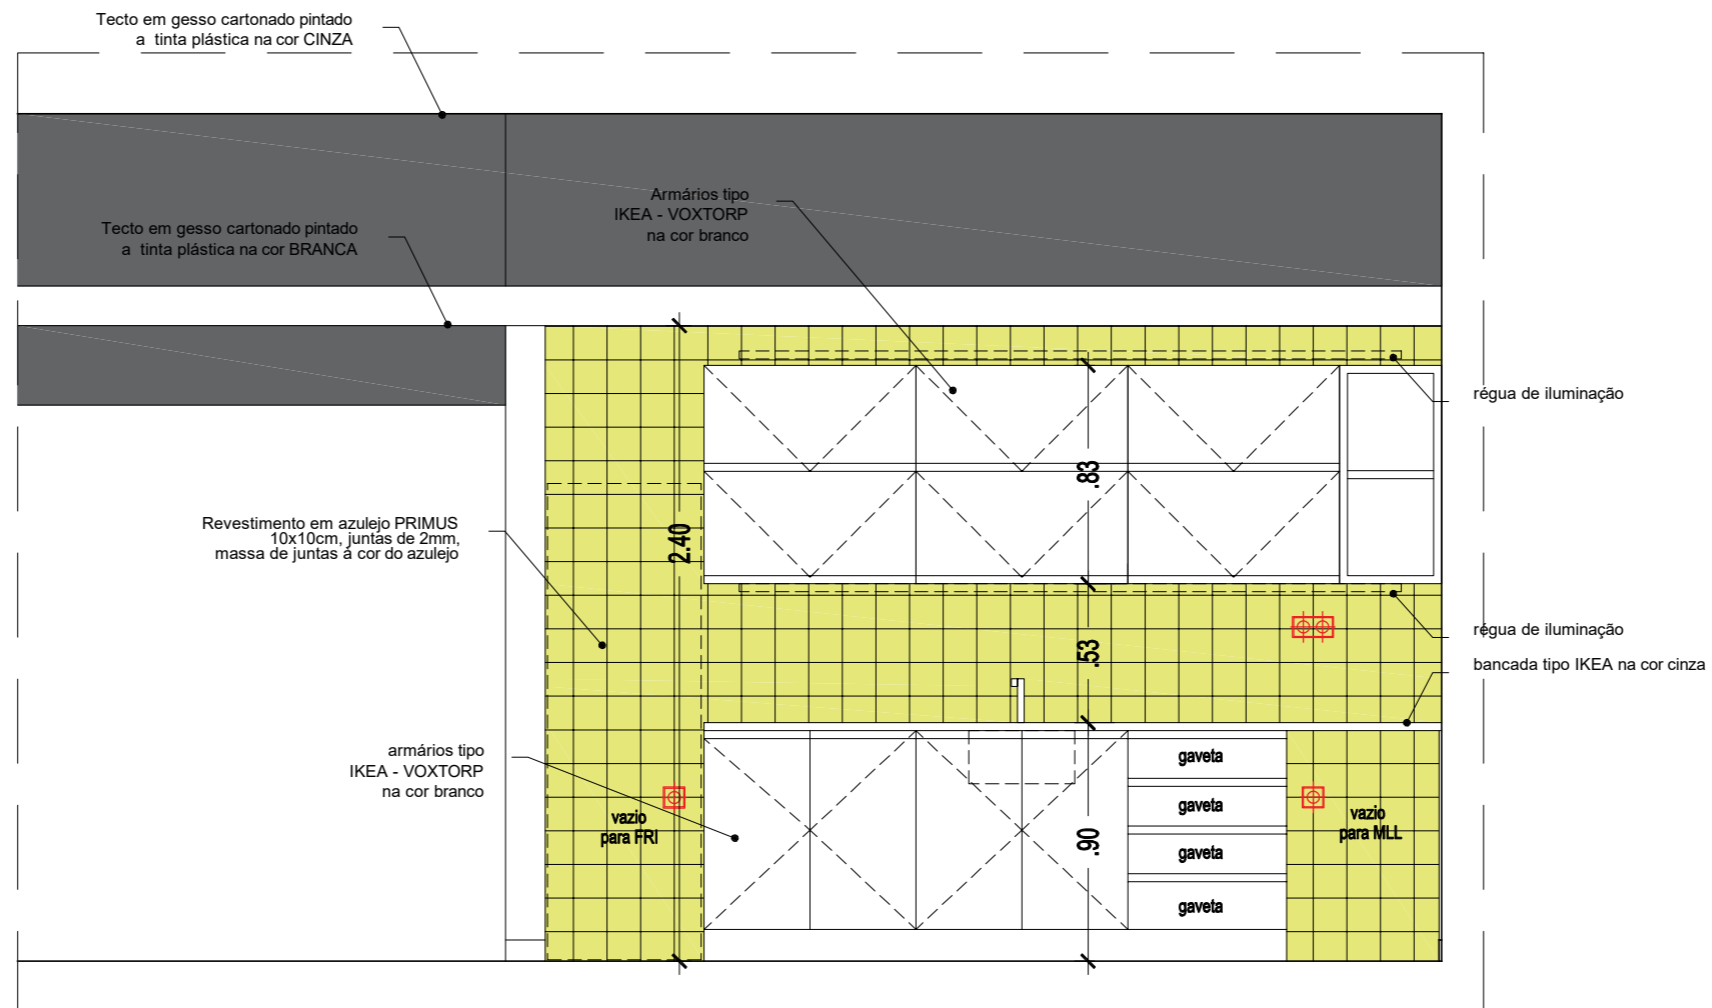 Tecto em gesso cartonado pintado
a tinta plástica na cor CINZA
Armários tipo
IKEA - VOXTORP
na cor branco
Tecto em gesso cartonado pintado
a tinta plástica na cor BRANCA
régua de iluminação
.83
Revestimento em azulejo PRIMUS
10x10cm, juntas de 2mm,
massa de juntas à cor do azulejo
2.40
régua de iluminação
.53
bancada tipo IKEA na cor cinza
armários tipo
IKEA - VOXTORP
na cor branco
gaveta
gaveta
gaveta
gaveta
vazio
para FRI
.90
vazio
para MLL